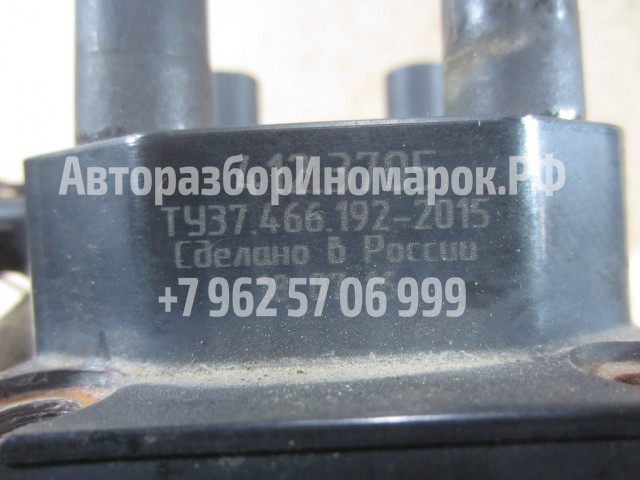 АвторазборИномарок.РФ
ТУ37.466.192-2015
Сделано в России
+7 962 57 06 999